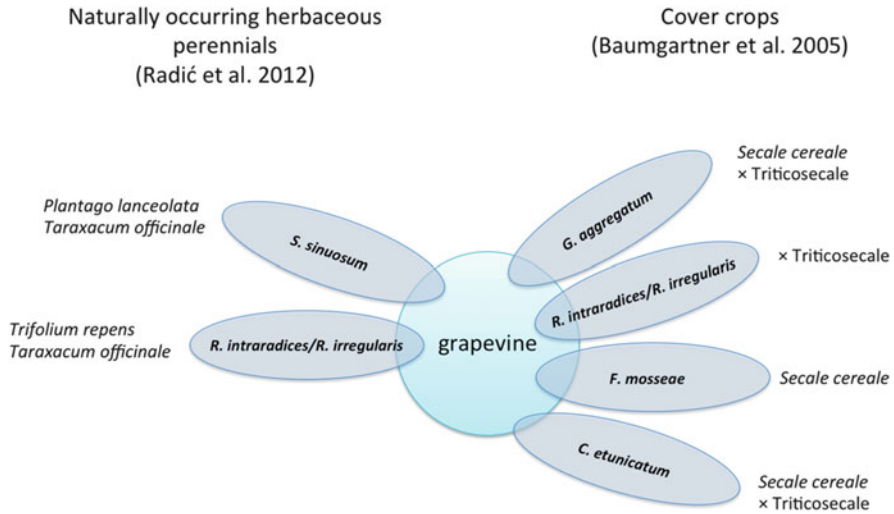 Naturally occurring herbaceous
perennials
(Radić et al. 2012)
Cover crops
(Baumgartner et al. 2005)
Plantago lanceolata
Taraxacum officinale
S. sinuosum
Trifolium repens
Taraxacum officinale
R. intraradices/R. irregularis
grapevine
Secale cereale
× Triticosecale
G. aggregatum
× Triticosecale
R. intraradices/R. irregularis
F. mosseae
Secale cereale
C. etunicatum
Secale cereale
× Triticosecale